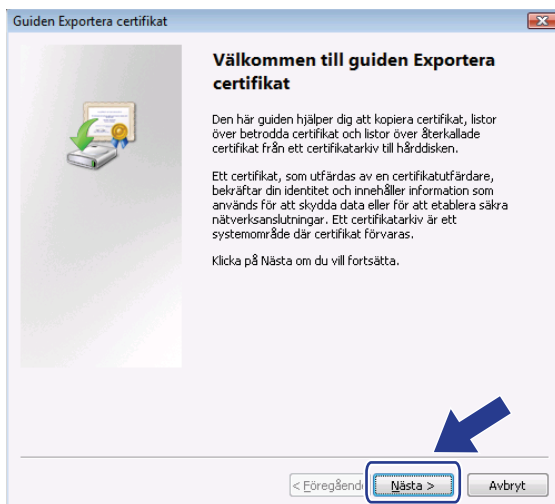 Guiden Exportera certifikat
Välkommen till guiden Exportera
certifikat
Den här guiden hjälper dig att kopiera certifikat, listor
över betrodda certifikat och listor över återkallade
certifikat från ett certifikatarkiv till hårddisken.
Ett certifikat, som utfärdas av en certifikatutfärdare,
bekräftar din identitet och innehåller information som
används för att skydda data eller för att etablera säkra
nätverksanslutningar. Ett certifikatarkiv är ett
systemområde där certifikat förvaras.
Klicka på Nästa om du vill fortsätta.
< Föregåend Nästa > Avbryt